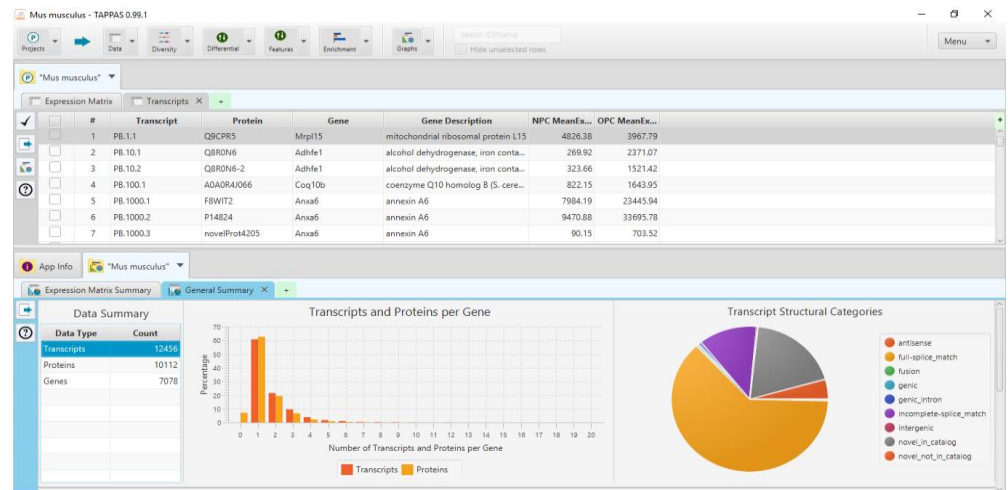 Mus musculus - TAPPAS 0.99.1
Projects
Data
Diversity
Differential
Features
Enrichment
Graphs
Search ID/Name
Hide unselected rows
Menu
"Mus musculus"
Expression Matrix
Transcripts
# Transcript Protein Gene Gene Description NPC MeanEx... OPC MeanEx...
1 PB.1.1 Q9CPR5 Mrpl15 mitochondrial ribosomal protein L15 4826.38 3967.79
2 PB.10.1 Q8R0N6 Adhfe1 alcohol dehydrogenase, iron conta... 269.92 2371.07
3 PB.10.2 Q8R0N6-2 Adhfe1 alcohol dehydrogenase, iron conta... 323.66 1521.42
4 PB.100.1 A0A0R4J066 Coq10b coenzyme Q10 homolog B (S. cere... 822.15 1643.95
5 PB.1000.1 F8WIT2 Anxa6 annexin A6 7984.19 23445.94
6 PB.1000.2 P14824 Anxa6 annexin A6 9470.88 33695.78
7 PB.1000.3 novelProt4205 Anxa6 annexin A6 90.15 703.52
App Info
"Mus musculus"
Expression Matrix Summary
General Summary
Data Summary
Data Type Count
Transcripts 12456
Proteins 10112
Genes 7078
Transcripts and Proteins per Gene
Percentage
70
60
50
40
30
20
10
0
0 1 2 3 4 5 6 7 8 9 10 11 12 13 14 15 16 17 18 19 20
Number of Transcripts and Proteins per Gene
Transcripts Proteins
Transcript Structural Categories
antisense
full-splice_match
fusion
genic
genic_intron
incomplete-splice_match
intergenic
novel_in_catalog
novel_not_in_catalog